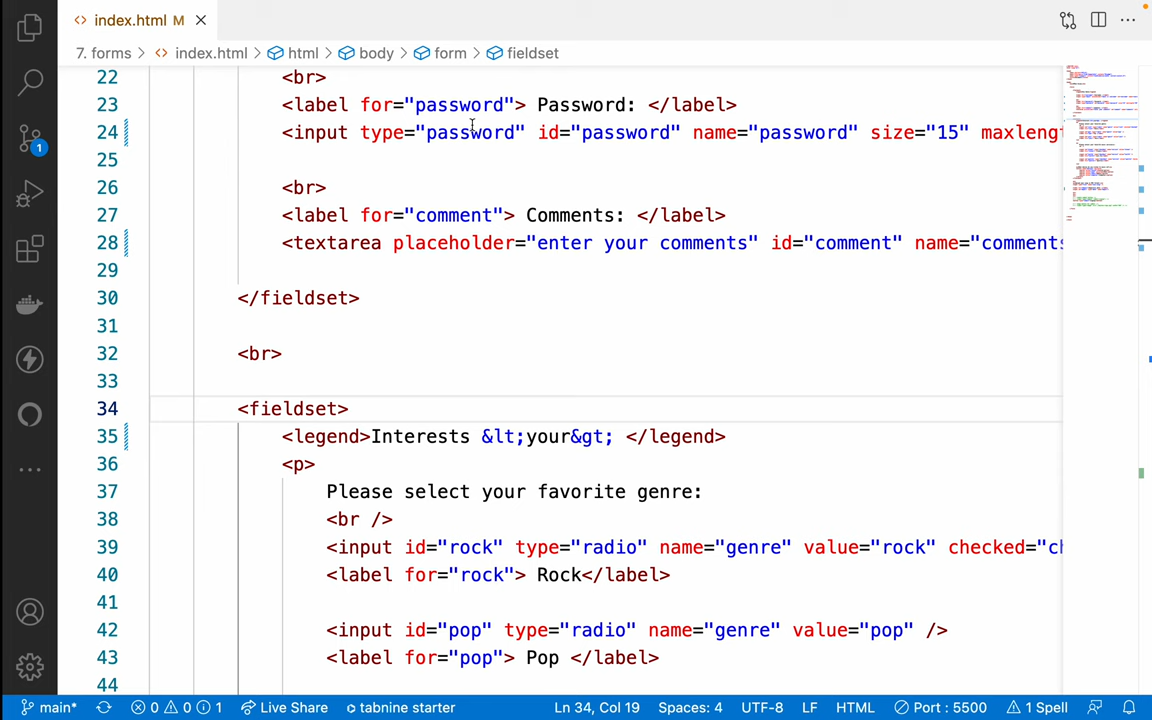 index.html M
7. forms > index.html > html > body > form > fieldset
22 <br>
23 <label for="password"> Password: </label>
24 <input type="password" id="password" name="password" size="15" maxlengt
25
26 <br>
27 <label for="comment"> Comments: </label>
28 <textarea placeholder="enter your comments" id="comment" name="comments
29
30 </fieldset>
31
32 <br>
33
34 <fieldset>
35 <legend>Interests &lt;your&gt; </legend>
36 <p>
37 Please select your favorite genre:
38 <br />
39 <input id="rock" type="radio" name="genre" value="rock" checked="ch
40 <label for="rock"> Rock</label>
41
42 <input id="pop" type="radio" name="genre" value="pop" />
43 <label for="pop"> Pop </label>
44
1
main* 0 0 1 Live Share tabnine starter Ln 34, Col 19 Spaces: 4 UTF-8 LF HTML Port : 5500 1 Spell